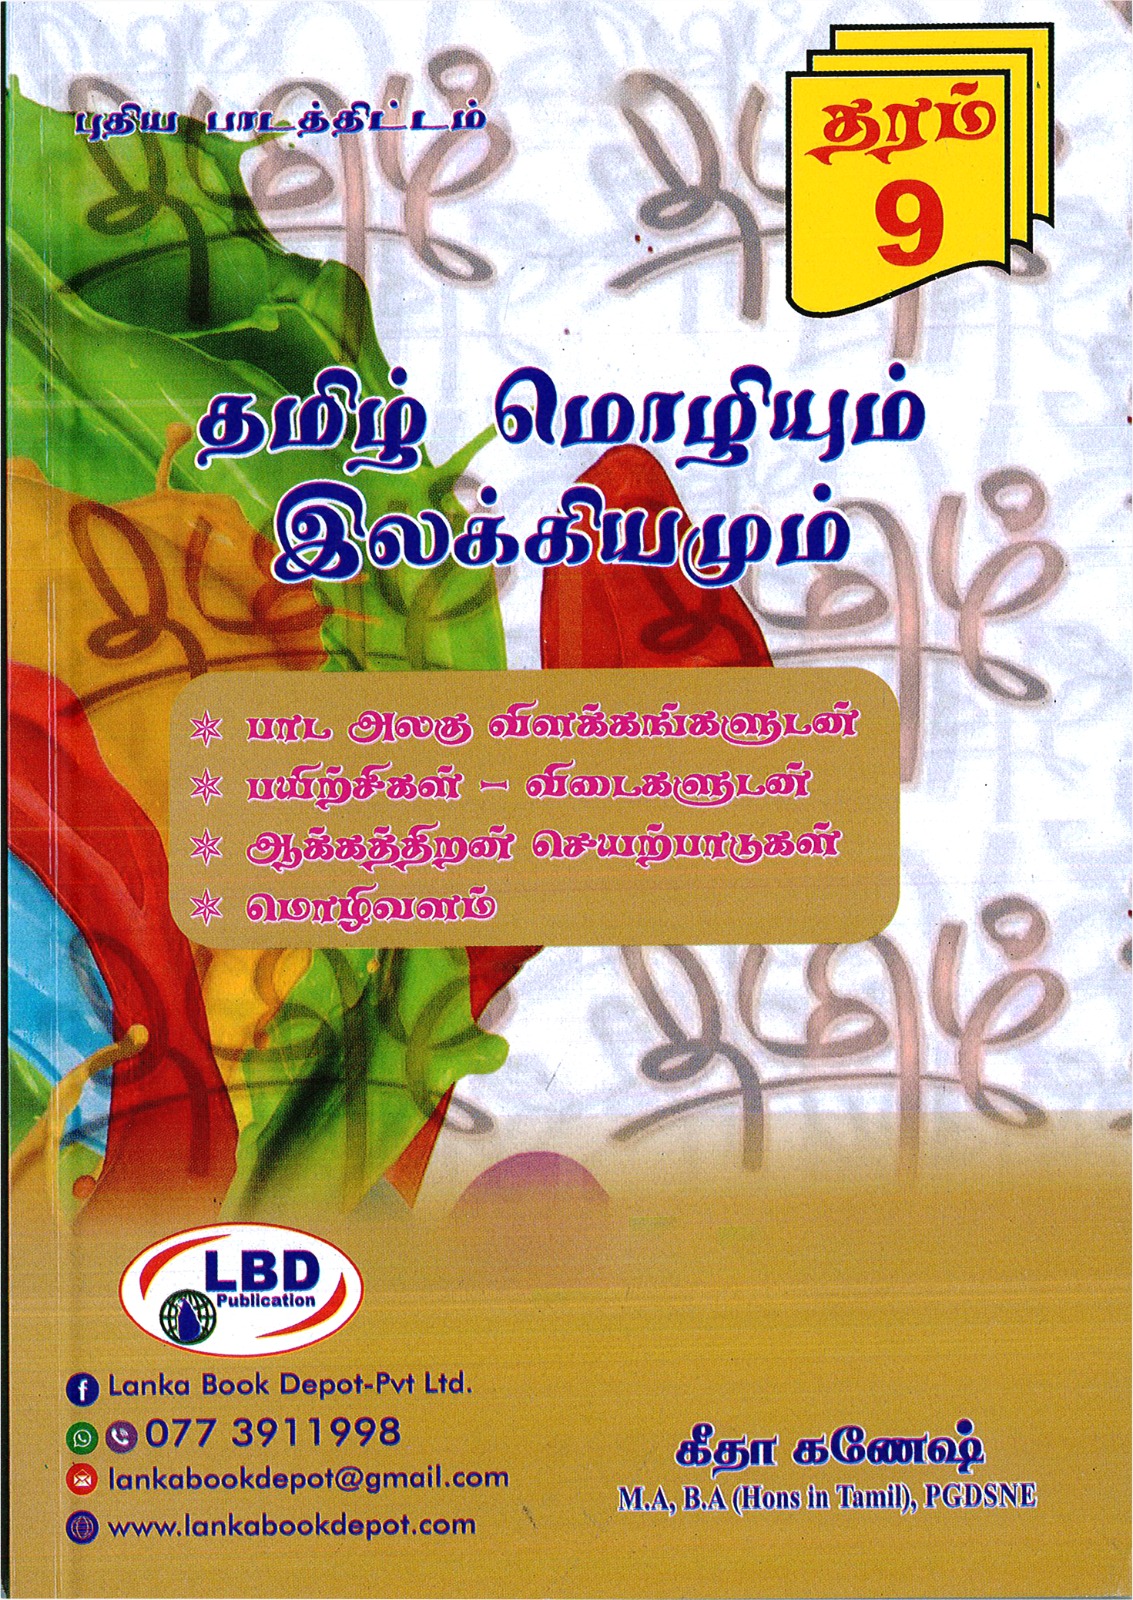 புதிய பாடத்திட்டம்
தரம்
9
தமிழ் மொழியும்
இலக்கியமும்
பாட அலகு விளக்கங்களுடன்
பயிற்சிகள் – விடைகளுடன்
ஆக்கத்திறன் செயற்பாடுகள்
மொழிவளம்
LBD
Publication
Lanka Book Depot-Pvt Ltd.
077 3911998
lankabookdepot@gmail.com
www.lankabookdepot.com
கீதா கணேஷ்
M.A, B.A (Hons in Tamil), PGDSNE